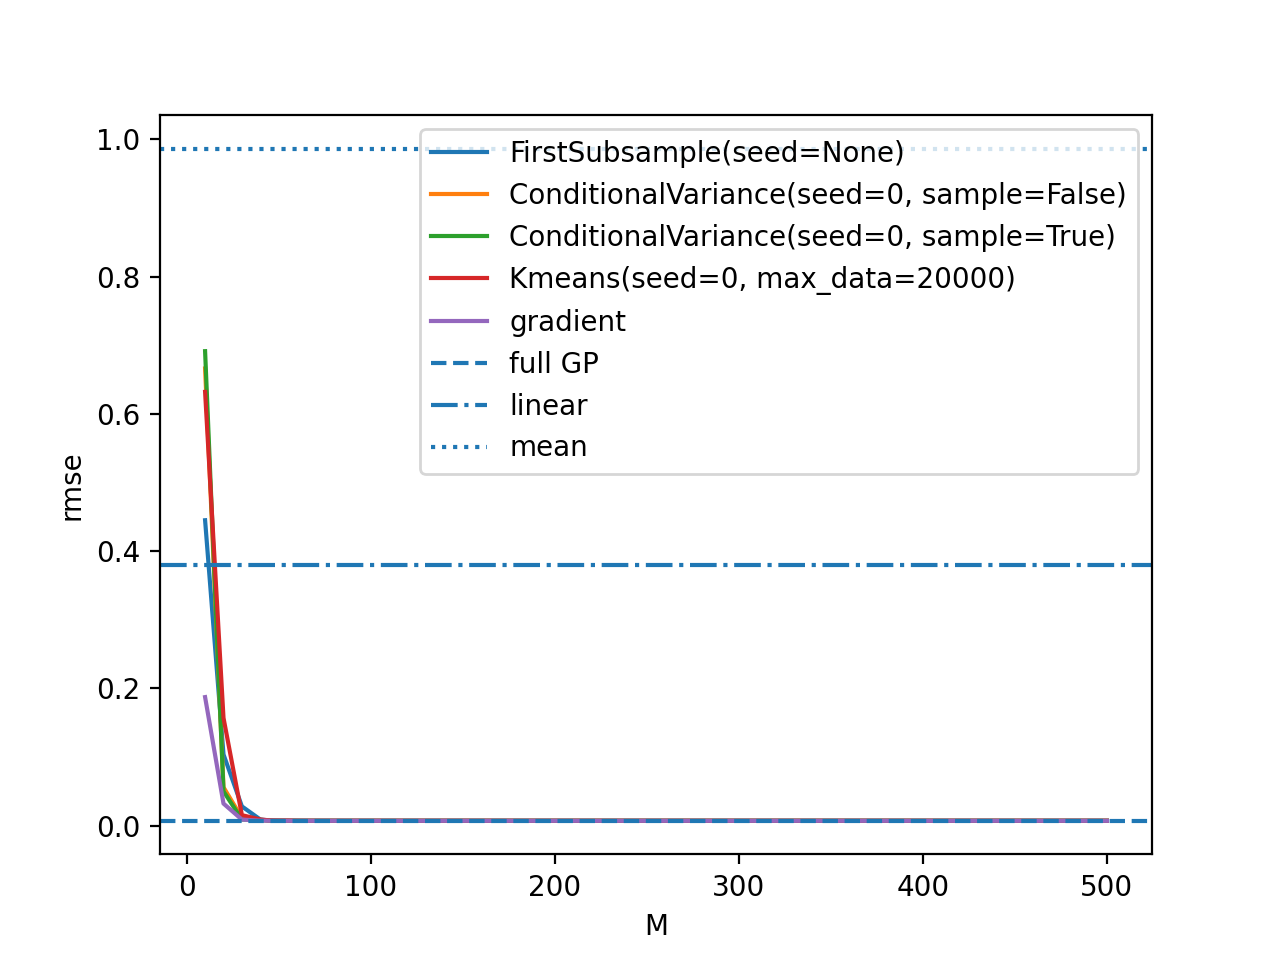 1.0
0.8
0.6
0.4
0.2
0.0
rmse
FirstSubsample(seed=None)
ConditionalVariance(seed=0, sample=False)
ConditionalVariance(seed=0, sample=True)
Kmeans(seed=0, max_data=20000)
gradient
full GP
linear
mean
0 100 200 300 400 500
M